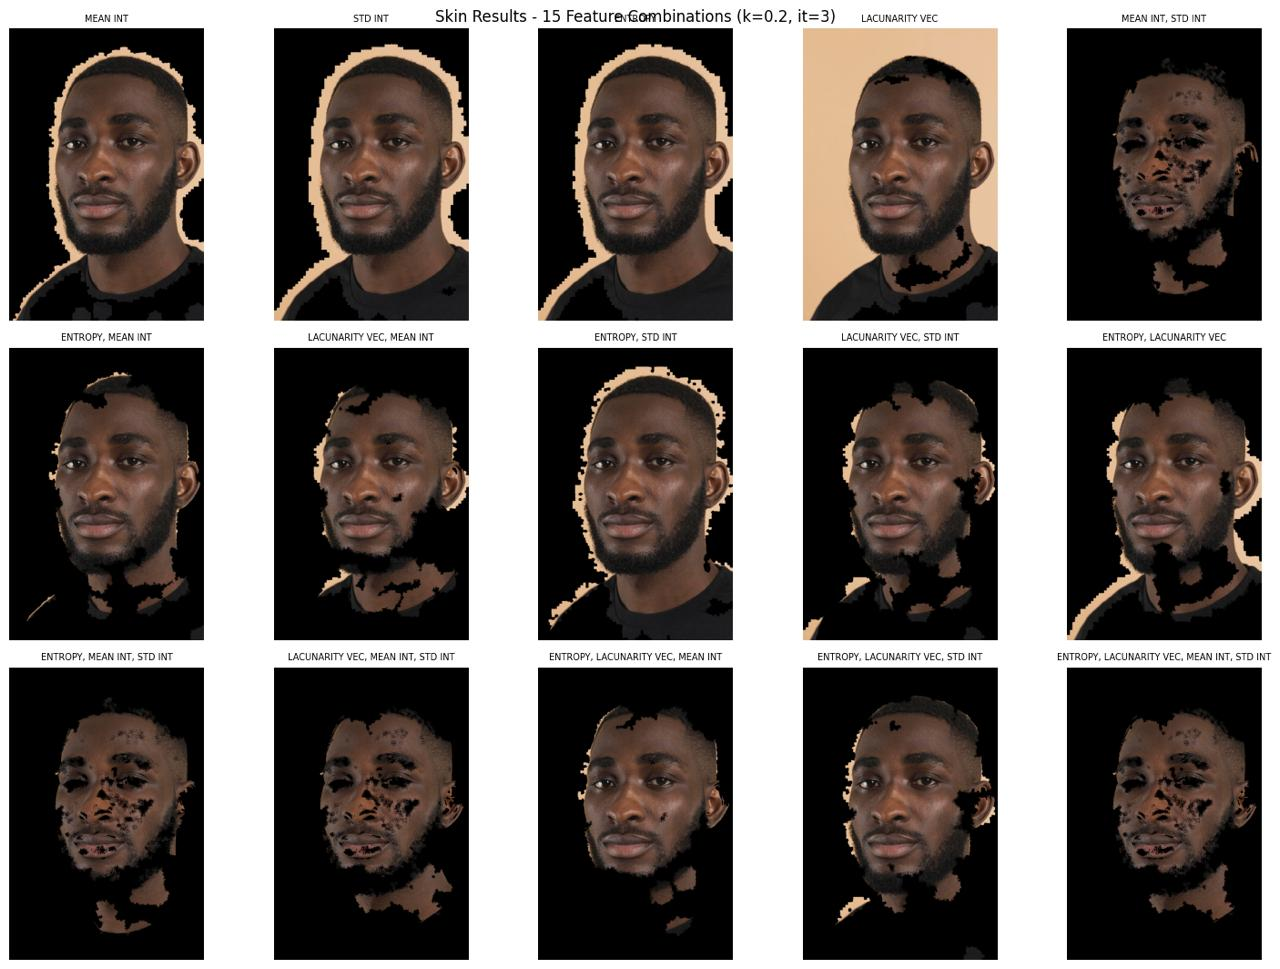 Skin Results - 15 Feature Combinations (k=0.2, it=3)
MEAN INT
STD INT
ENTROPY
LACUNARITY VEC
MEAN INT, STD INT
ENTROPY, MEAN INT
LACUNARITY VEC, MEAN INT
ENTROPY, STD INT
LACUNARITY VEC, STD INT
ENTROPY, LACUNARITY VEC
ENTROPY, MEAN INT, STD INT
LACUNARITY VEC, MEAN INT, STD INT
ENTROPY, LACUNARITY VEC, MEAN INT
ENTROPY, LACUNARITY VEC, STD INT
ENTROPY, LACUNARITY VEC, MEAN INT, STD INT